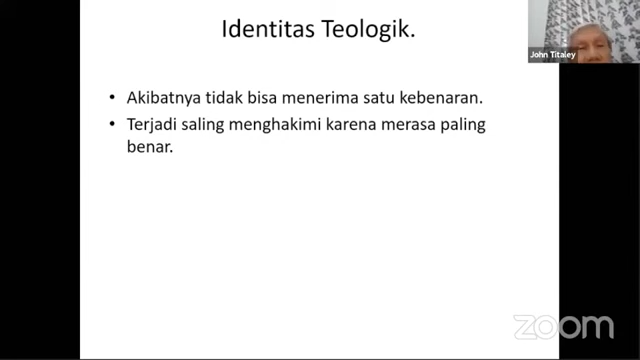 Identitas Teologik.
John Titaley
• Akibatnya tidak bisa menerima satu kebenaran.
• Terjadi saling menghakimi karena merasa paling
benar.
zoom